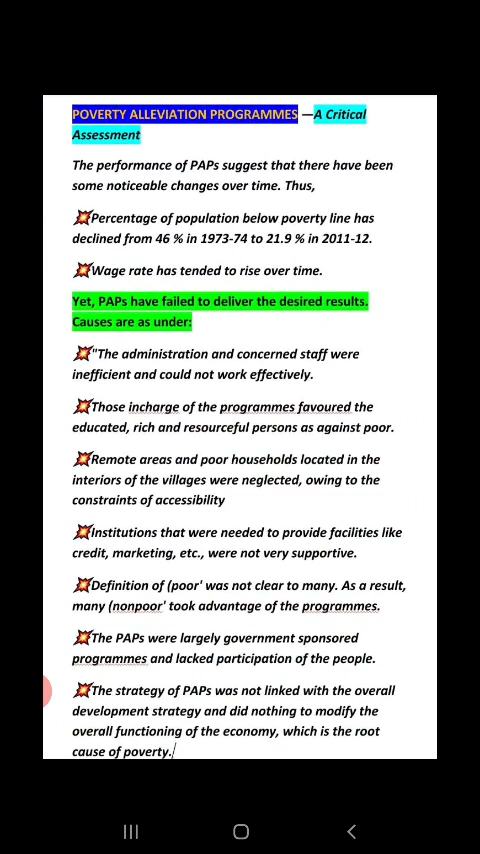 POVERTY ALLEVIATION PROGRAMMES —A Critical
Assessment
The performance of PAPs suggest that there have been
some noticeable changes over time. Thus,
💥Percentage of population below poverty line has
declined from 46 % in 1973-74 to 21.9 % in 2011-12.
💥Wage rate has tended to rise over time.
Yet, PAPs have failed to deliver the desired results.
Causes are as under:
💥"The administration and concerned staff were
inefficient and could not work effectively.
💥Those incharge of the programmes favoured the
educated, rich and resourceful persons as against poor.
💥Remote areas and poor households located in the
interiors of the villages were neglected, owing to the
constraints of accessibility
💥Institutions that were needed to provide facilities like
credit, marketing, etc., were not very supportive.
💥Definition of (poor' was not clear to many. As a result,
many (nonpoor' took advantage of the programmes.
💥The PAPs were largely government sponsored
programmes and lacked participation of the people.
💥The strategy of PAPs was not linked with the overall
development strategy and did nothing to modify the
overall functioning of the economy, which is the root
cause of poverty.